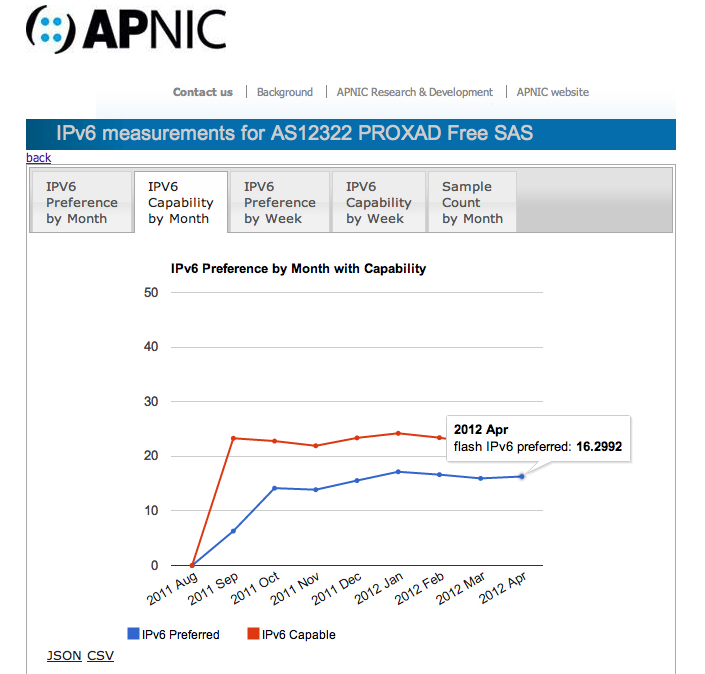 APNIC
Contact us | Background | APNIC Research & Development | APNIC website
IPv6 measurements for AS12322 PROXAD Free SAS
back
IPV6 Preference by Month
IPV6 Capability by Month
IPV6 Preference by Week
IPV6 Capability by Week
Sample Count by Month
IPv6 Preference by Month with Capability
50
40
30
20
10
0
2012 Apr
flash IPv6 preferred: 16.2992
2011 Aug
2011 Sep
2011 Oct
2011 Nov
2011 Dec
2012 Jan
2012 Feb
2012 Mar
2012 Apr
IPv6 Preferred
IPv6 Capable
JSON CSV